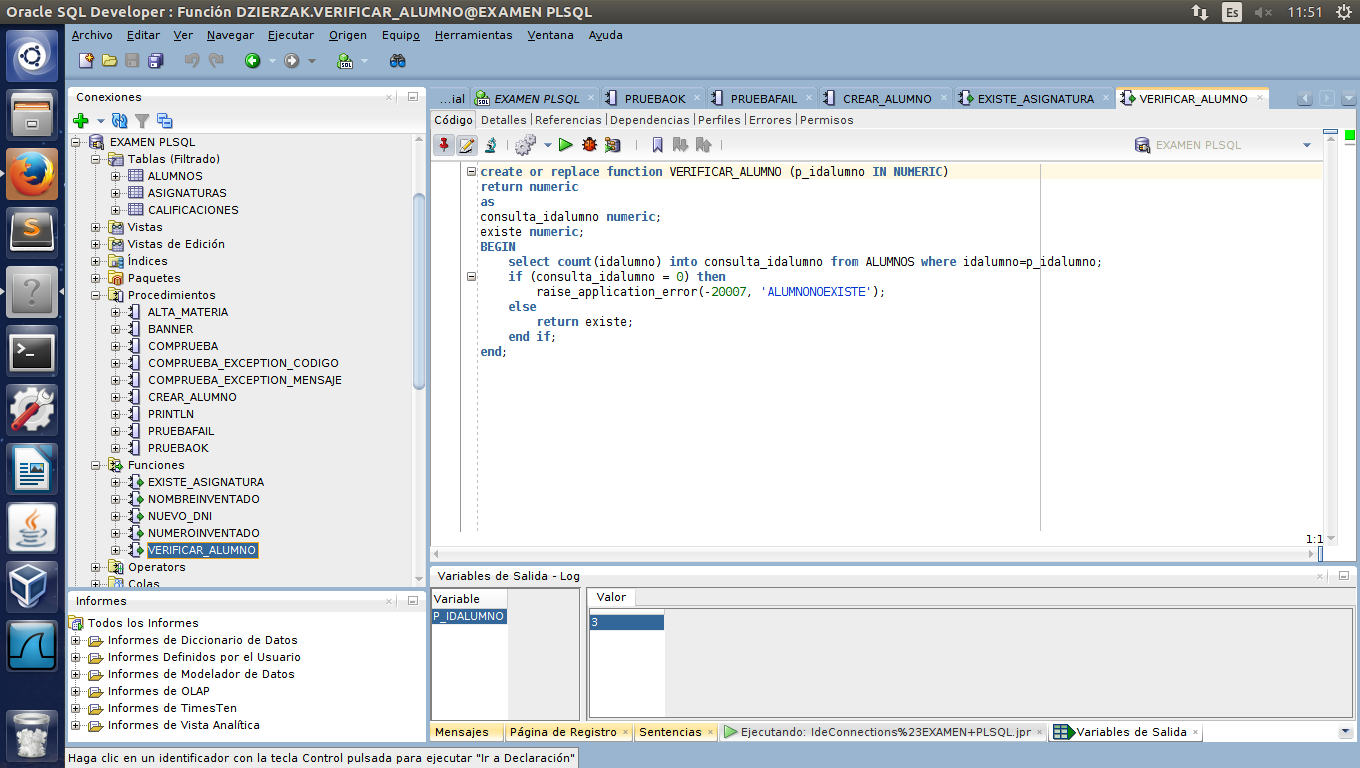 Oracle SQL Developer : Función DZIERZAK.VERIFICAR_ALUMNO@EXAMEN PLSQL
Es 11:51
Archivo Editar Ver Navegar Ejecutar Origen Equipo Herramientas Ventana Ayuda
Conexiones
EXAMEN PLSQL
Tablas (Filtrado)
ALUMNOS
ASIGNATURAS
CALIFICACIONES
Vistas
Vistas de Edición
Índices
Paquetes
Procedimientos
ALTA_MATERIA
BANNER
COMPRUEBA
COMPRUEBA_EXCEPTION_CODIGO
COMPRUEBA_EXCEPTION_MENSAJE
CREAR_ALUMNO
PRINTLN
PRUEBAFAIL
PRUEBAOK
Funciones
EXISTE_ASIGNATURA
NOMBREINVENTADO
NUEVO_DNI
NUMEROINVENTADO
VERIFICAR_ALUMNO
Operators
Colas
Informes
Todos los Informes
Informes de Diccionario de Datos
Informes Definidos por el Usuario
Informes de Modelador de Datos
Informes de OLAP
Informes de TimesTen
Informes de Vista Analítica
...ial EXAMEN PLSQL PRUEBAOK PRUEBAFAIL CREAR_ALUMNO EXISTE_ASIGNATURA VERIFICAR_ALUMNO
Código Detalles Referencias Dependencias Perfiles Errores Permisos
EXAMEN PLSQL
create or replace function VERIFICAR_ALUMNO (p_idalumno IN NUMERIC)
return numeric
as
consulta_idalumno numeric;
existe numeric;
BEGIN
select count(idalumno) into consulta_idalumno from ALUMNOS where idalumno=p_idalumno;
if (consulta_idalumno = 0) then
raise_application_error(-20007, 'ALUMNONOEXISTE');
else
return existe;
end if;
end;
1:1
Variables de Salida - Log
Variable
P_IDALUMNO
Valor
3
Mensajes Página de Registro Sentencias Ejecutando: IdeConnections%23EXAMEN+PLSQL.jpr Variables de Salida
Haga clic en un identificador con la tecla Control pulsada para ejecutar "Ir a Declaración"